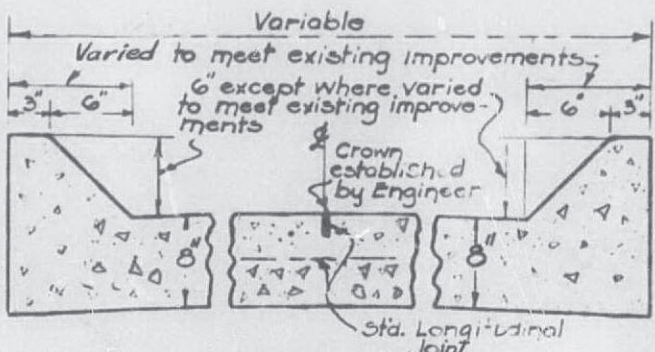 Variable
Varied to meet existing improvements
6" except where varied
to meet existing improve-
ments
3" 6"
6" 3"
℄
Crown
established
by Engineer
8"
8"
Std. Longitudinal
Joint